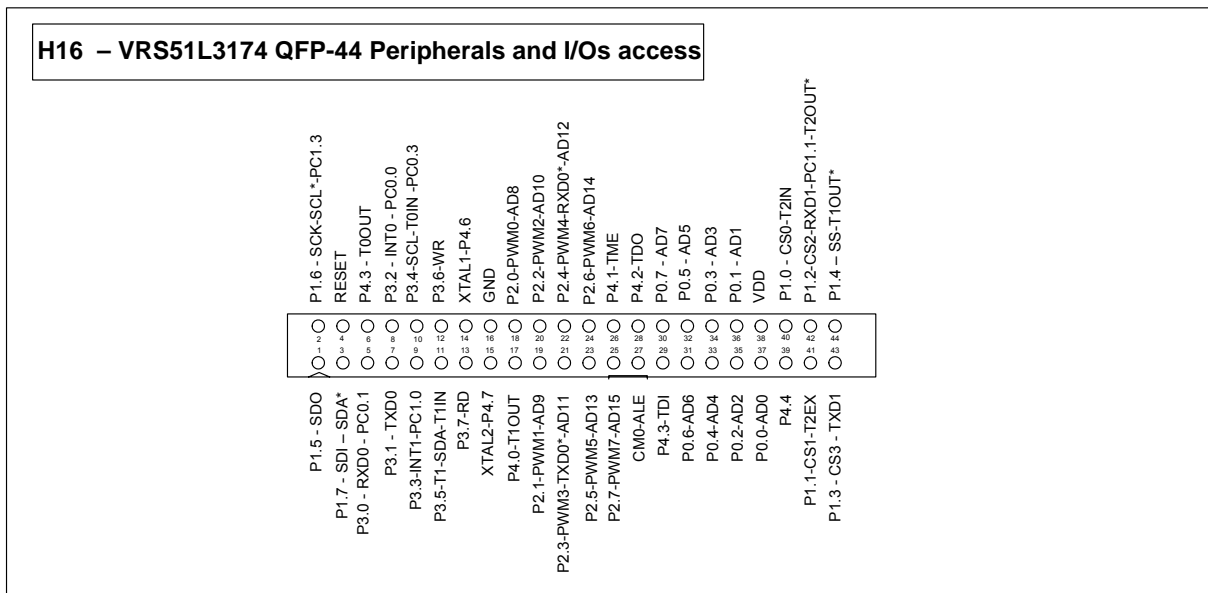 H16 – VRS51L3174 QFP-44 Peripherals and I/Os access
P1.6 - SCK-SCL*-PC1.3
RESET
P4.3 - T0OUT
P3.2 - INT0 - PC0.0
P3.4-SCL-T0IN -PC0.3
P3.6-WR
XTAL1-P4.6
GND
P2.0-PWM0-AD8
P2.2-PWM2-AD10
P2.4-PWM4-RXD0*-AD12
P2.6-PWM6-AD14
P4.1-TME
P4.2-TDO
P0.7 - AD7
P0.5 - AD5
P0.3 - AD3
P0.1 - AD1
VDD
P1.0 - CS0-T2IN
P1.2-CS2-RXD1-PC1.1-T2OUT*
P1.4 – SS-T1OUT*
2 4 6 8 10 12 14 16 18 20 22 24 26 28 30 32 34 36 38 40 42 44
1 3 5 7 9 11 13 15 17 19 21 23 25 27 29 31 33 35 37 39 41 43
P1.5 - SDO
P1.7 - SDI – SDA*
P3.0 - RXD0 - PC0.1
P3.1 - TXD0
P3.3-INT1-PC1.0
P3.5-T1-SDA-T1IN
P3.7-RD
XTAL2-P4.7
P4.0-T1OUT
P2.1-PWM1-AD9
P2.3-PWM3-TXD0*-AD11
P2.5-PWM5-AD13
P2.7-PWM7-AD15
CM0-ALE
P4.3-TDI
P0.6-AD6
P0.4-AD4
P0.2-AD2
P0.0-AD0
P4.4
P1.1-CS1-T2EX
P1.3 - CS3 - TXD1